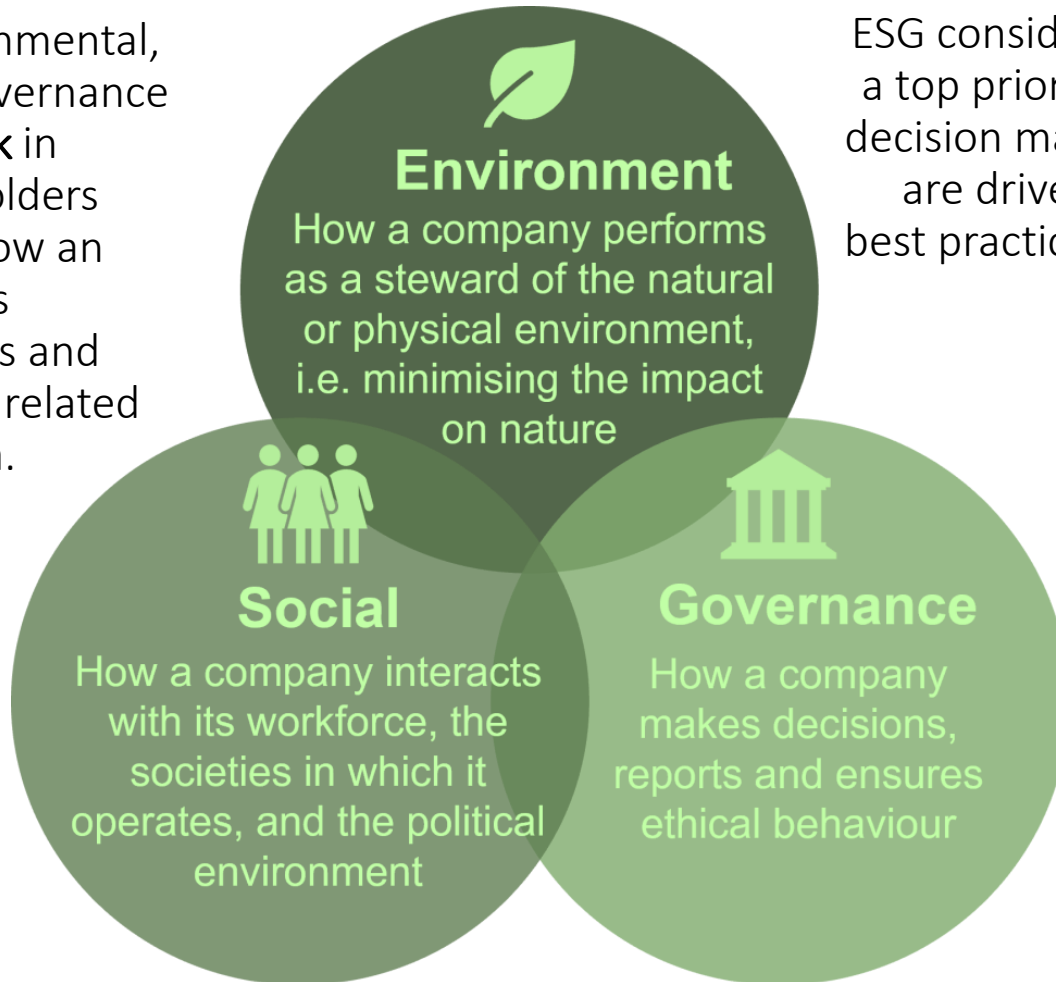 nmental,
vernance
k in
olders
ow an
s
s and
related
.
ESG consid
a top prior
decision ma
are drive
best practic
Environment
How a company performs
as a steward of the natural
or physical environment,
i.e. minimising the impact
on nature
Social
How a company interacts
with its workforce, the
societies in which it
operates, and the political
environment
Governance
How a company
makes decisions,
reports and ensures
ethical behaviour